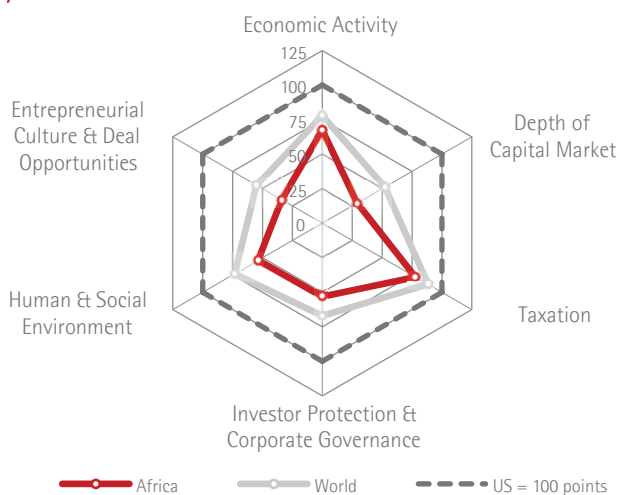 Economic Activity
125
100
75
50
25
0
Entrepreneurial
Culture & Deal
Opportunities
Depth of
Capital Market
Human & Social
Environment
Taxation
Investor Protection &
Corporate Governance
Africa
World
US = 100 points